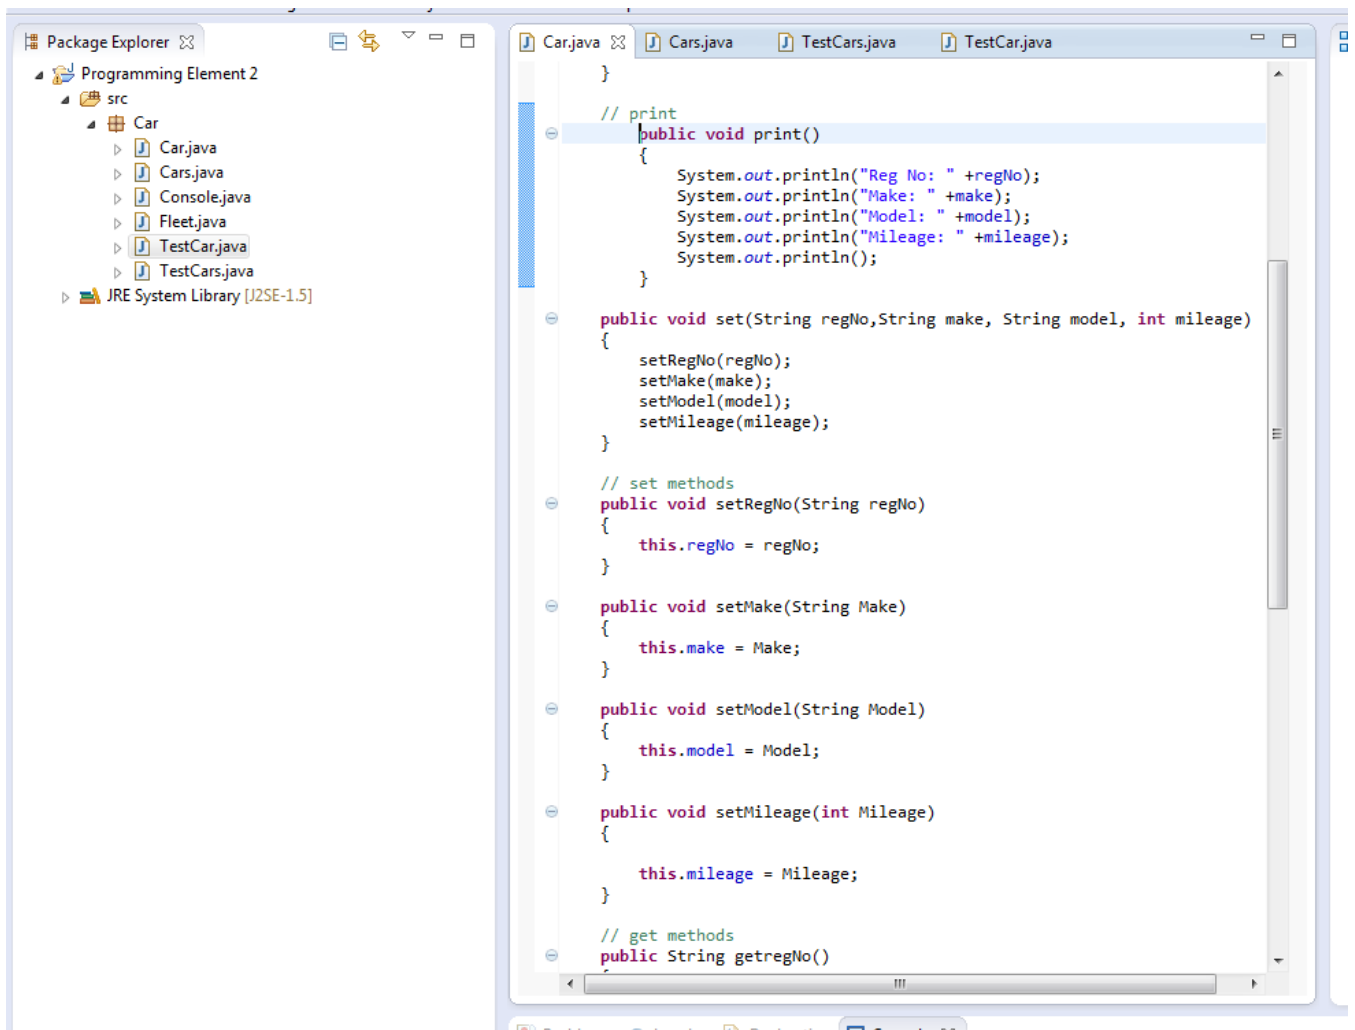 Package Explorer
Programming Element 2
src
Car
Car.java
Cars.java
Console.java
Fleet.java
TestCar.java
TestCars.java
JRE System Library [J2SE-1.5]
Car.java Cars.java TestCars.java TestCar.java
}
// print
public void print()
{
System.out.println("Reg No: " +regNo);
System.out.println("Make: " +make);
System.out.println("Model: " +model);
System.out.println("Mileage: " +mileage);
System.out.println();
}
public void set(String regNo,String make, String model, int mileage)
{
setRegNo(regNo);
setMake(make);
setModel(model);
setMileage(mileage);
}
// set methods
public void setRegNo(String regNo)
{
this.regNo = regNo;
}
public void setMake(String Make)
{
this.make = Make;
}
public void setModel(String Model)
{
this.model = Model;
}
public void setMileage(int Mileage)
{
this.mileage = Mileage;
}
// get methods
public String getregNo()